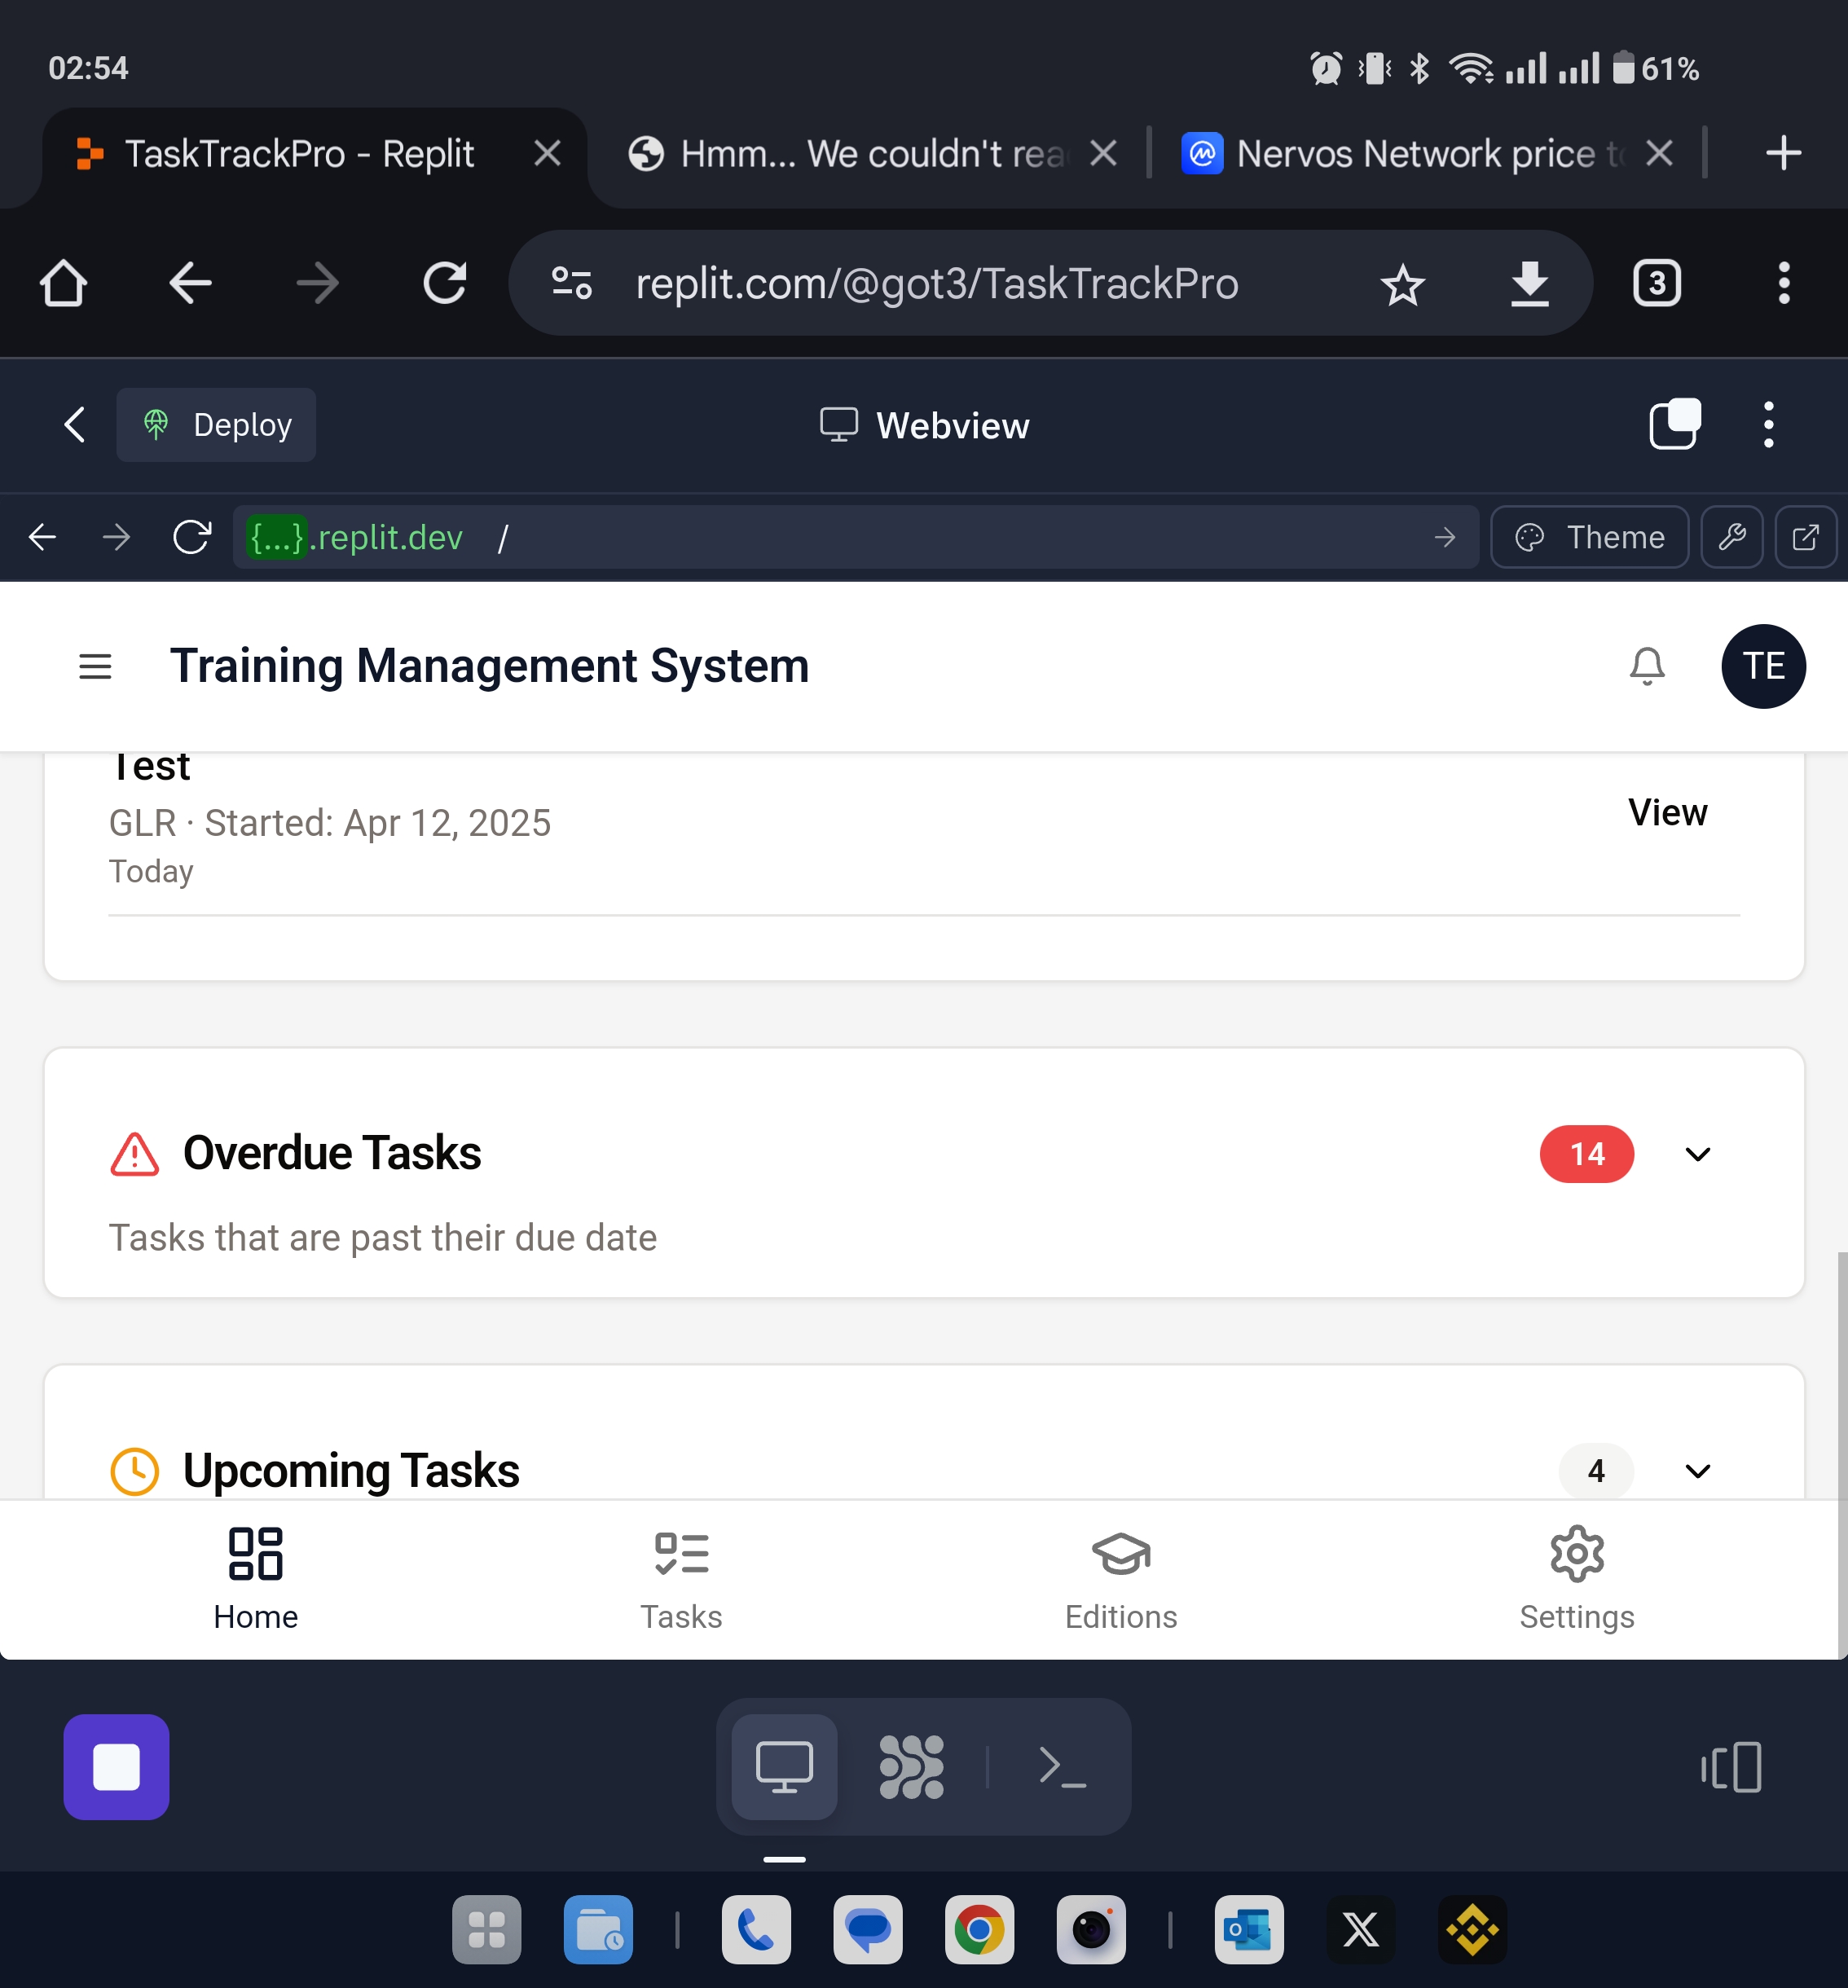 02:54
61%
TaskTrackPro - Replit
Hmm... We couldn't rea
Nervos Network price to
replit.com/@got3/TaskTrackPro
3
Deploy
Webview
{...}.replit.dev /
Theme
Training Management System
TE
Test
GLR · Started: Apr 12, 2025
Today
View
Overdue Tasks
14
Tasks that are past their due date
Upcoming Tasks
4
Home
Tasks
Editions
Settings